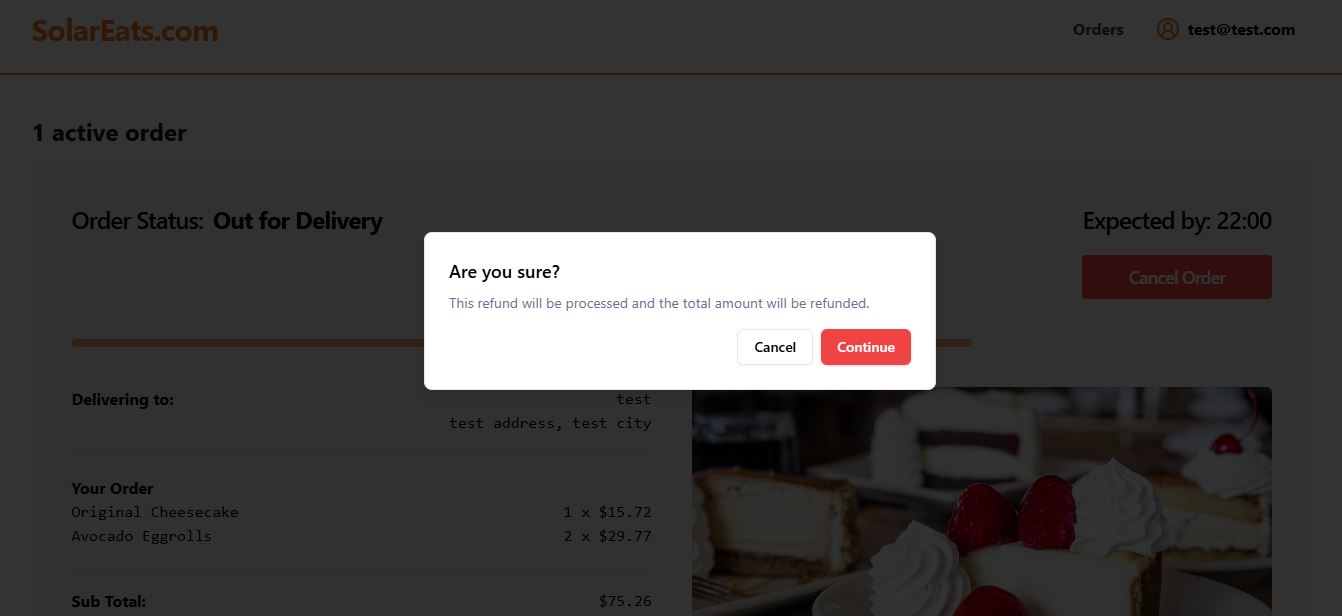 SolarEats.com
Orders
test@test.com
1 active order
Order Status: Out for Delivery
Expected by: 22:00
Cancel Order
Are you sure?
This refund will be processed and the total amount will be refunded.
Cancel
Continue
Delivering to:
test
test address, test city
Your Order
Original Cheesecake 1 x $15.72
Avocado Eggrolls 2 x $29.77
Sub Total: $75.26